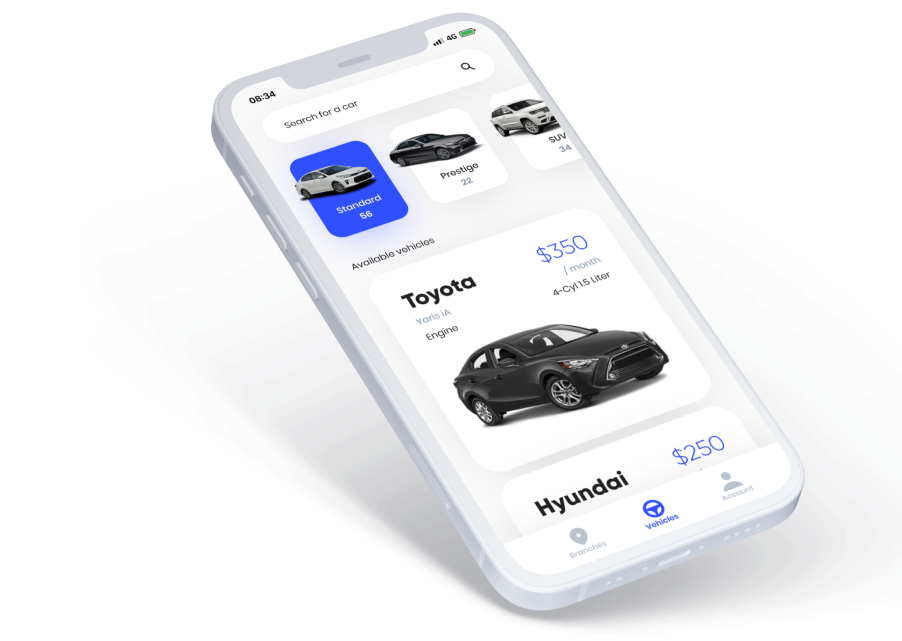 08:34
4G
Search for a car
Standard
56
Prestige
22
SUV
34
Available vehicles
Toyota
$350
Yaris iA
/ month
Engine
4-Cyl 1.5 Liter
Hyundai
$250
Branches
Vehicles
Account